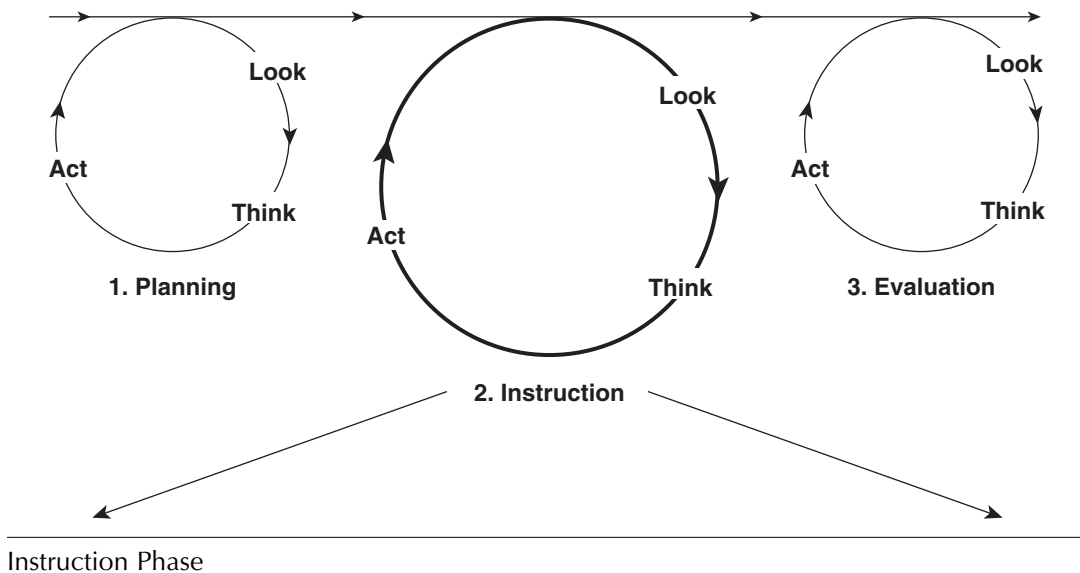 Look
Think
Act
1. Planning
Look
Think
Act
2. Instruction
Look
Think
Act
3. Evaluation
Instruction Phase